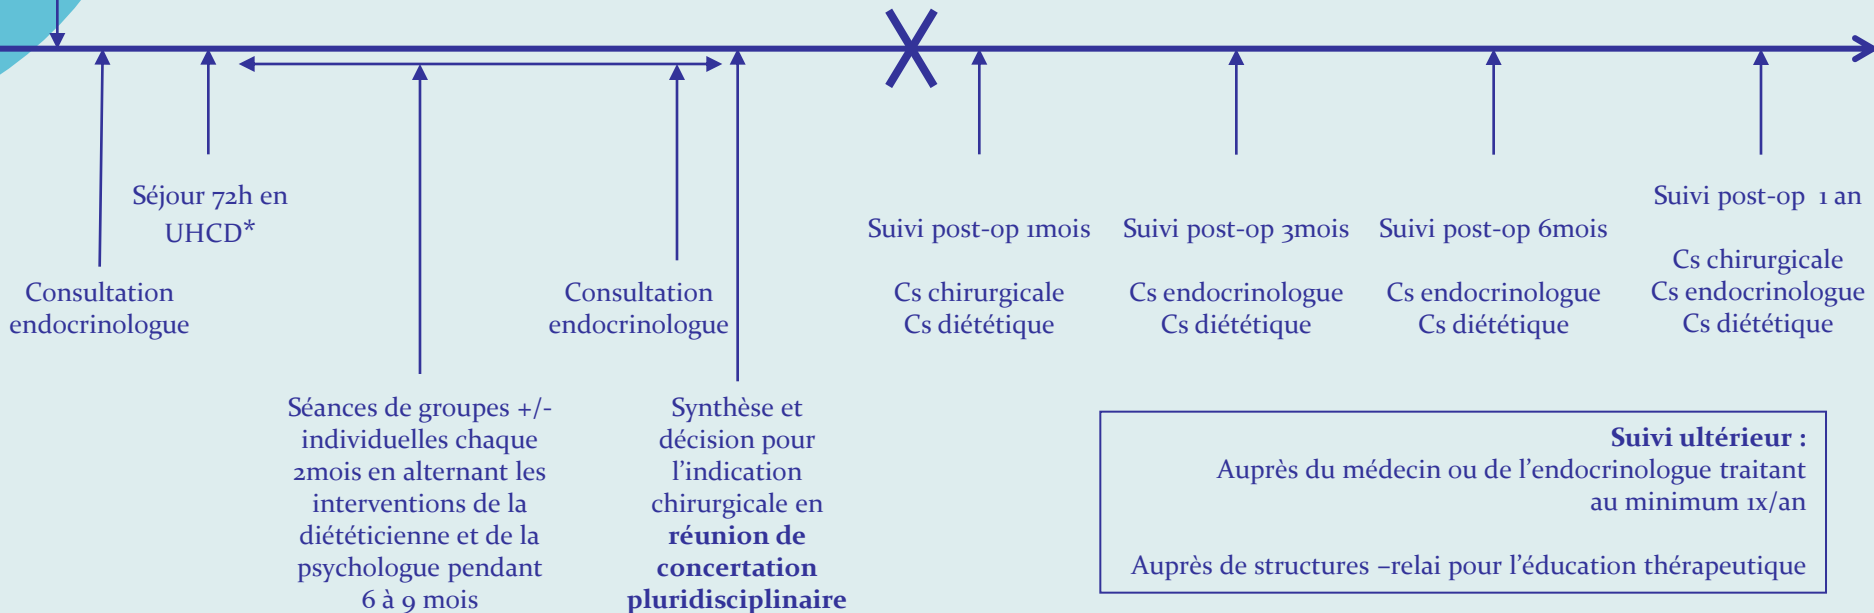 Séjour 72h en
UHCD*
Consultation
endocrinologue
Séances de groupes +/-
individuelles chaque
2mois en alternant les
interventions de la
diététicienne et de la
psychologue pendant
6 à 9 mois
Consultation
endocrinologue
Synthèse et
décision pour
l'indication
chirurgicale en
réunion de
concertation
pluridisciplinaire
Suivi post-op 1mois
Cs chirurgicale
Cs diététique
Suivi post-op 3mois
Cs endocrinologue
Cs diététique
Suivi post-op 6mois
Cs endocrinologue
Cs diététique
Suivi post-op 1 an
Cs chirurgicale
Cs endocrinologue
Cs diététique
Suivi ultérieur :
Auprès du médecin ou de l'endocrinologue traitant
au minimum 1x/an
Auprès de structures –relai pour l'éducation thérapeutique